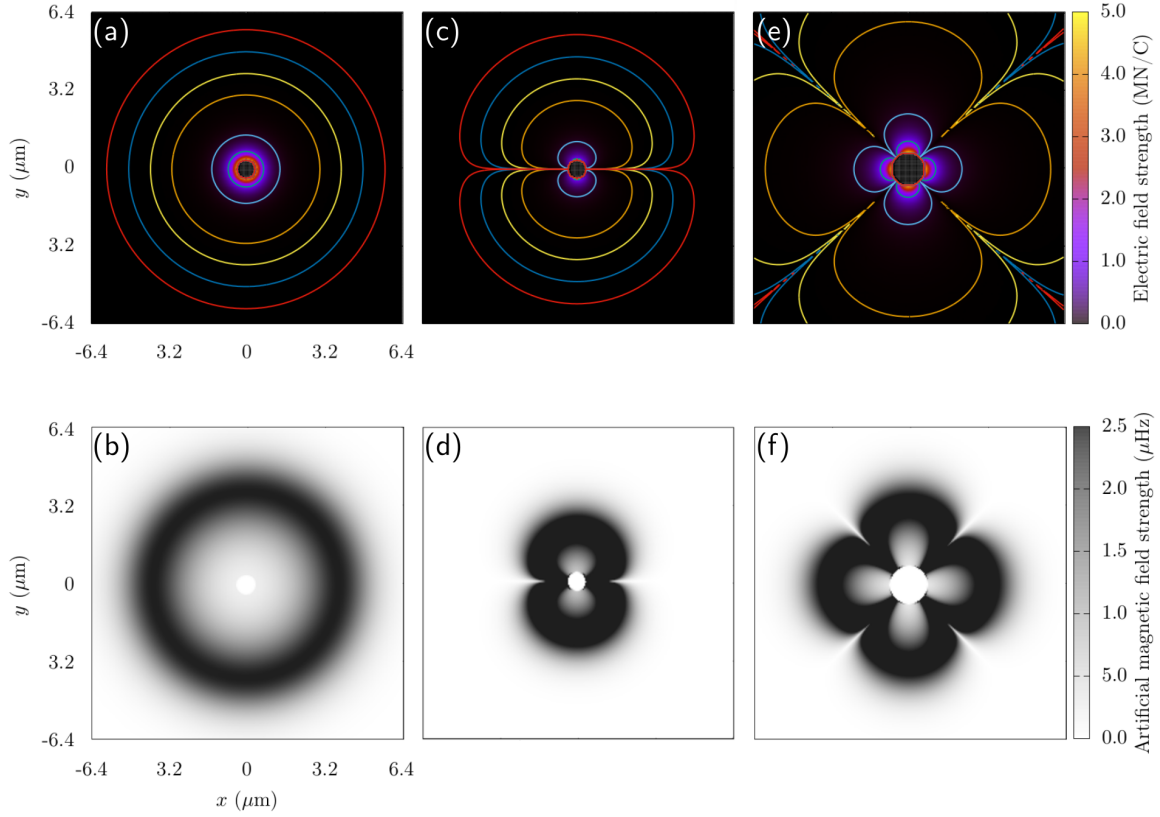 (a)
(c)
(e)
6.4
3.2
0
3.2
-6.4
y (μm)
-6.4
3.2
0
3.2
6.4
5.0
4.0
3.0
2.0
1.0
0.0
Electric field strength (MN/C)
(b)
(d)
(f)
6.4
3.2
0
3.2
-6.4
y (μm)
-6.4
3.2
0
3.2
6.4
x (μm)
2.5
2.0
1.5
1.0
5.0
0.0
Artificial magnetic field strength (μHz)